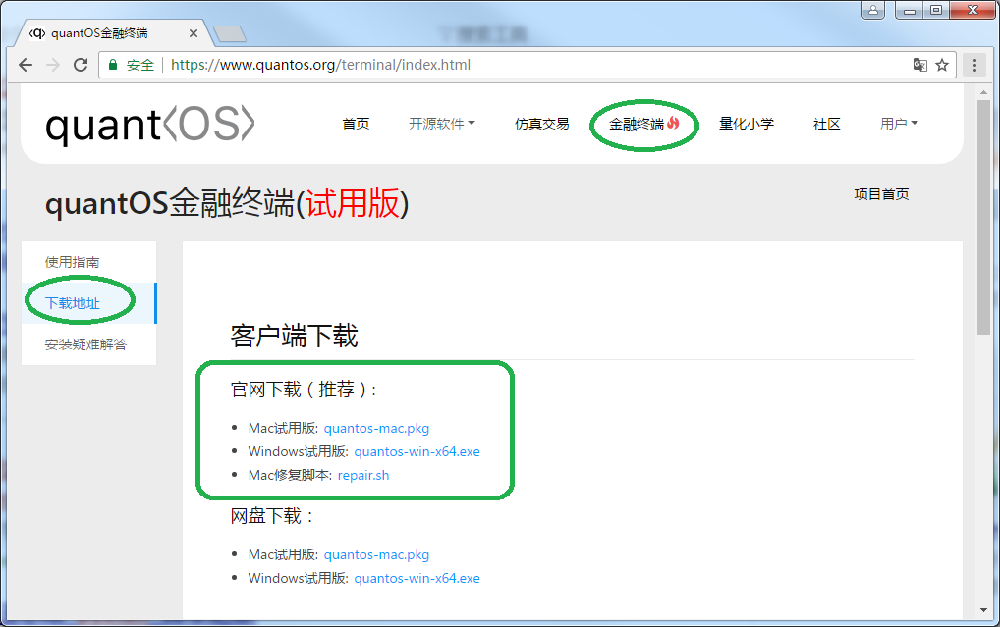 <q> quantOS金融终端
安全 https://www.quantos.org/terminal/index.html
quant<OS> 首页 开源软件 仿真交易 金融终端 量化小学 社区 用户
quantOS金融终端(试用版) 项目首页
使用指南
下载地址
安装疑难解答
客户端下载
官网下载（推荐）:
Mac试用版: quantos-mac.pkg
Windows试用版: quantos-win-x64.exe
Mac修复脚本: repair.sh
网盘下载：
Mac试用版: quantos-mac.pkg
Windows试用版: quantos-win-x64.exe